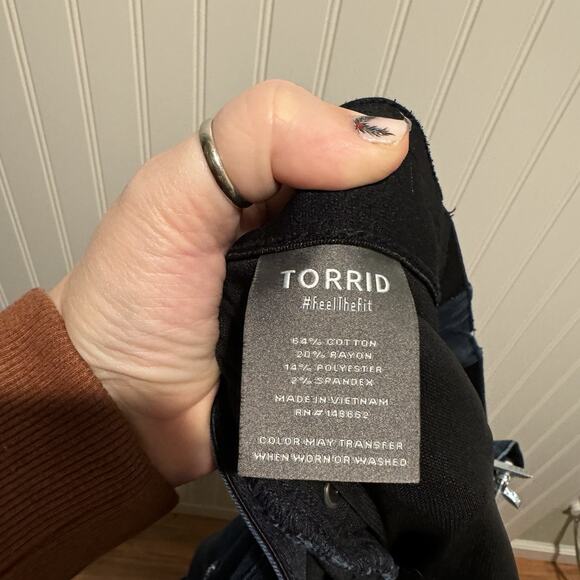 TORRID
#FeelTheFit
64% COTTON
20% RAYON
14% POLYESTER
2% SPANDEX
MADE IN VIETNAM
RN# 148662
COLOR MAY TRANSFER
WHEN WORN OR WASHED